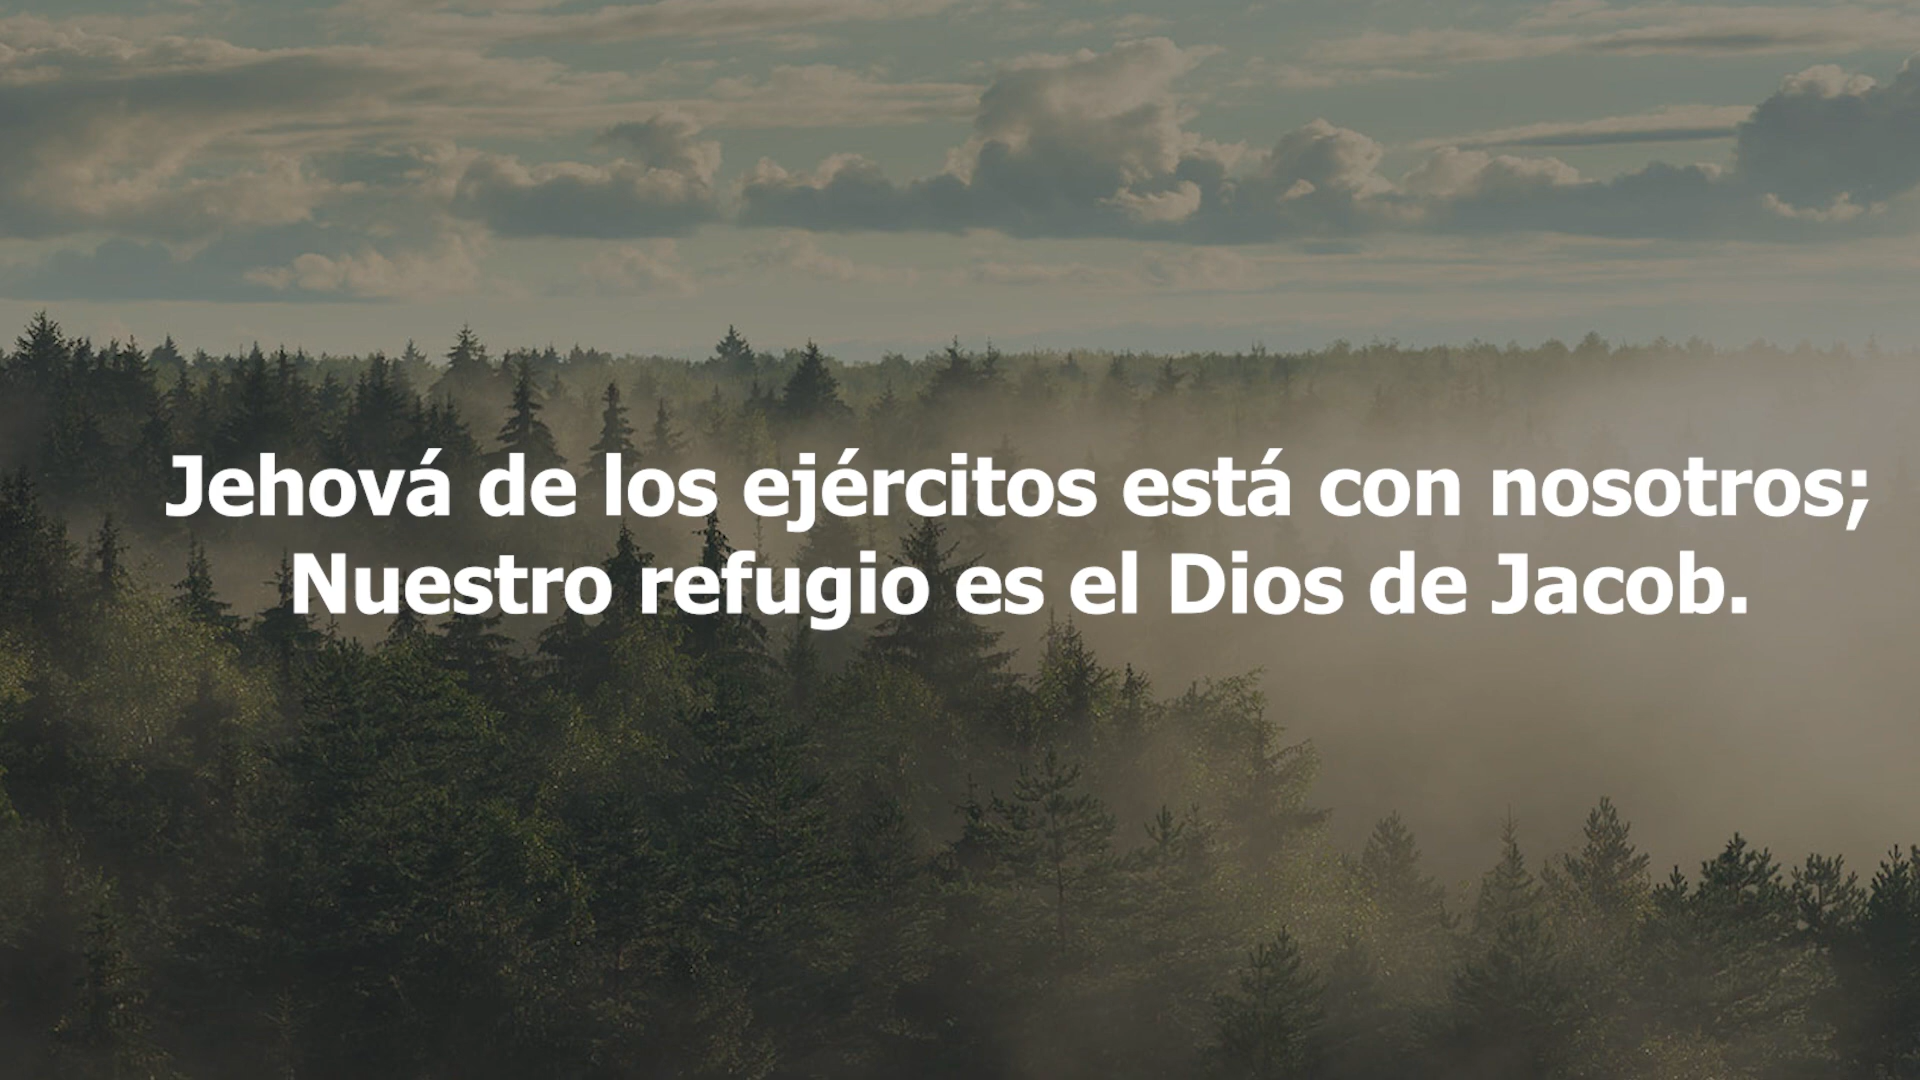 Jehová de los ejércitos está con nosotros;
Nuestro refugio es el Dios de Jacob.